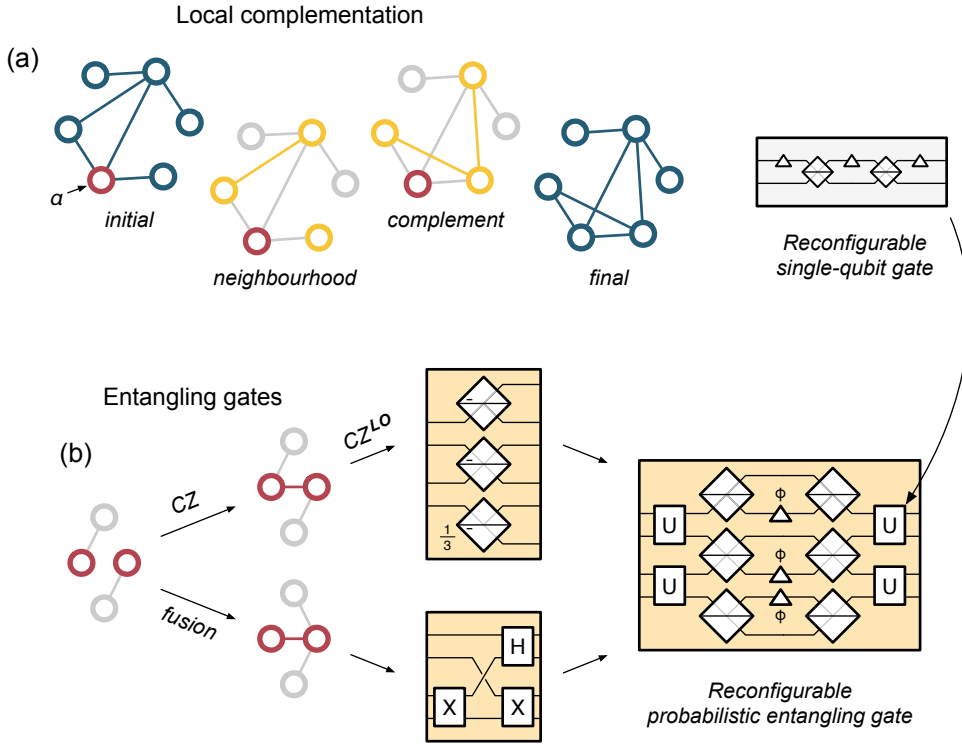 Local complementation
(a)
α
initial
neighbourhood
complement
final
Reconfigurable
single-qubit gate
Entangling gates
(b)
CZ
fusion
CZ^LO
1/3
H
X
X
U
U
U
U
ϕ
ϕ
ϕ
Reconfigurable
probabilistic entangling gate